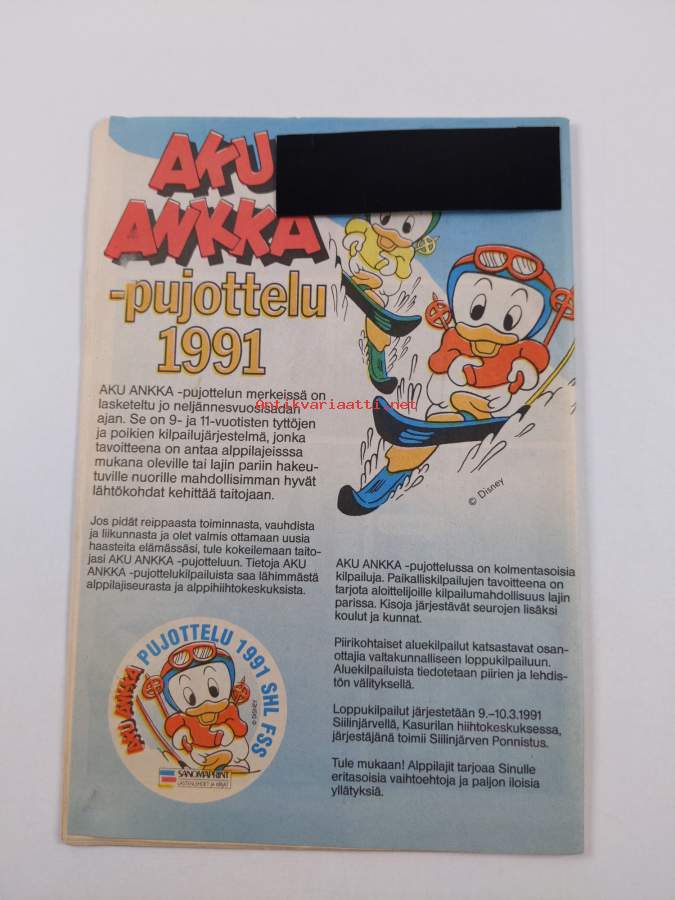 AKU
ANKKA
-pujottelu
1991
AKU ANKKA -pujottelun merkeissä on
lasketeltu jo neljännesvuosisadan
ajan. Se on 9- ja 11-vuotisten tyttöjen
ja poikien kilpailujärjestelmä, jonka
tavoitteena on antaa alppilajeisssa
mukana oleville tai lajin pariin hakeu-
tuville nuorille mahdollisimman hyvät
lähtökohdat kehittää taitojaan.
Jos pidät reippaasta toiminnasta, vauhdista
ja liikunnasta ja olet valmis ottamaan uusia
haasteita elämässäsi, tule kokeilemaan taito-
jasi AKU ANKKA -pujotteluun. Tietoja AKU
ANKKA -pujottelukilpailuista saa lähimmästä
alppilajiseurasta ja alppihiihtokeskuksista.
Antikvariaatti.net
© Disney
AKU ANKKA -pujottelussa on kolmentasoisia
kilpailuja. Paikalliskilpailujen tavoitteena on
tarjota aloittelijoille kilpailumahdollisuus lajin
parissa. Kisoja järjestävät seurojen lisäksi
koulut ja kunnat.
Piirikohtaiset aluekilpailut katsastavat osan-
ottajia valtakunnalliseen loppukilpailuun.
Aluekilpailuista tiedotetaan piirien ja lehdis-
tön välityksellä.
Loppukilpailut järjestetään 9.–10.3.1991
Siilinjärvellä, Kasurilan hiihtokeskuksessa,
järjestäjänä toimii Siilinjärven Ponnistus.
Tule mukaan! Alppilajit tarjoaa Sinulle
eritasoisia vaihtoehtoja ja paljon iloisia
yllätyksiä.
AKU ANKKA PUJOTTELU 1991 SHL FSS
© DISNEY
SANOMAPRINT
LASTENLEHDET JA KIRJAT